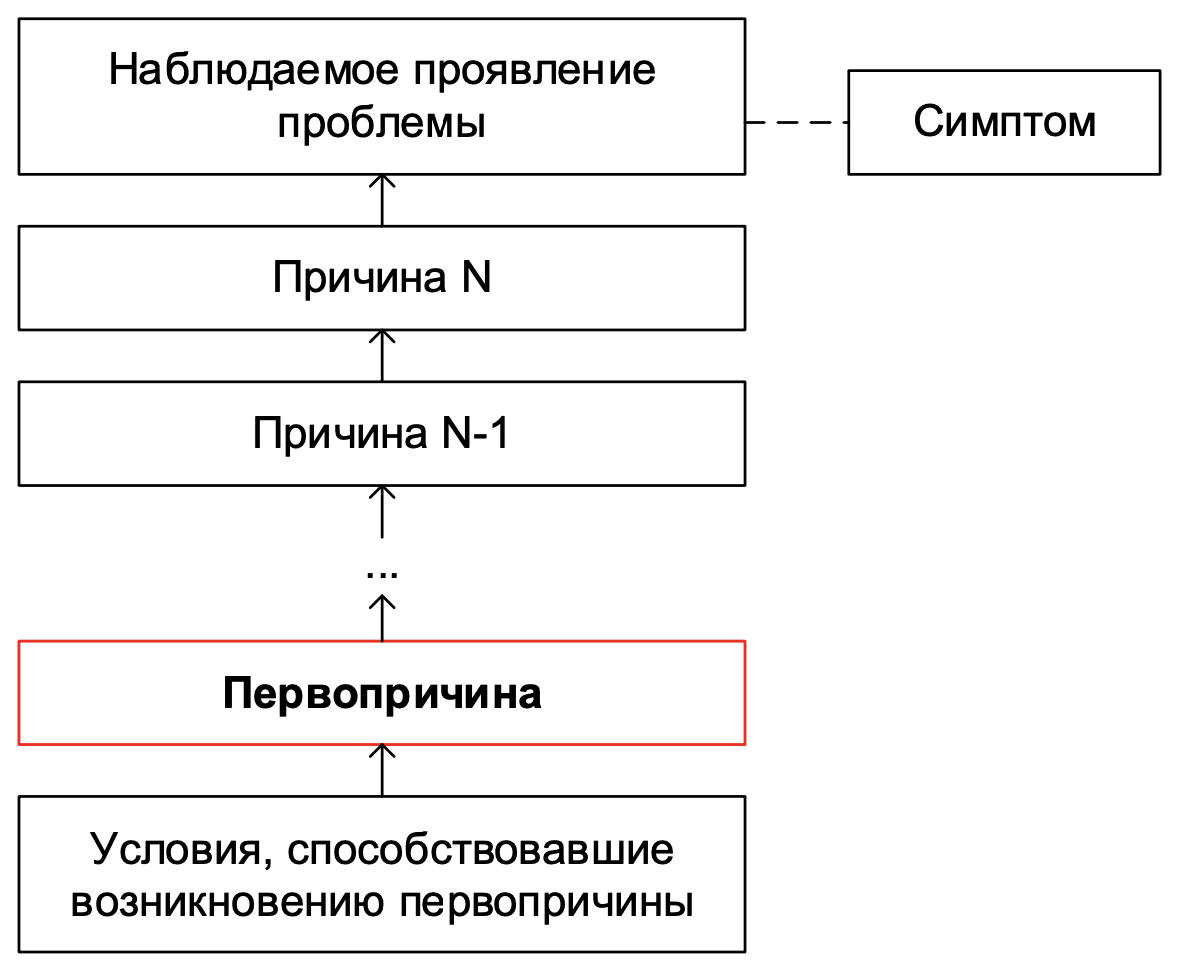 Наблюдаемое проявление
проблемы
Симптом
Причина N
Причина N-1
...
Первопричина
Условия, способствовавшие
возникновению первопричины